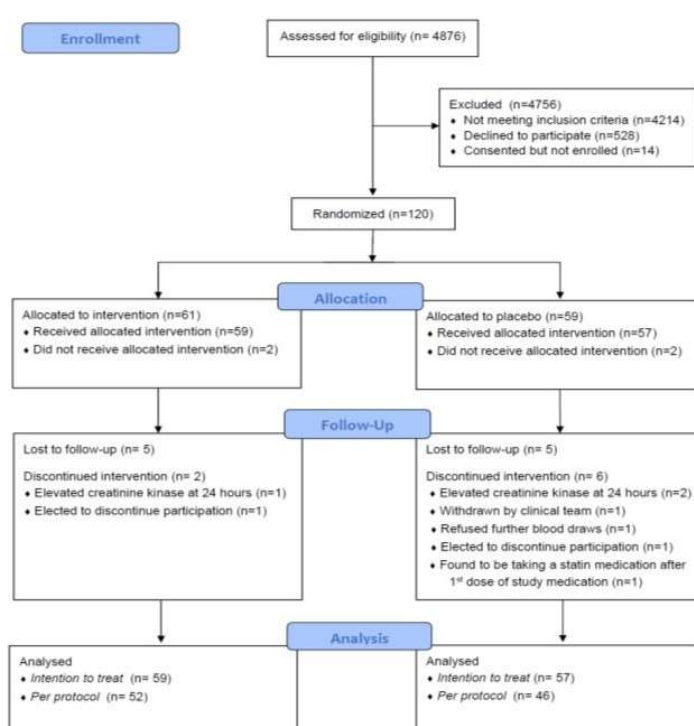 Enrollment
Assessed for eligibility (n= 4876)
Excluded (n=4756)
♦ Not meeting inclusion criteria (n=4214)
♦ Declined to participate (n=528)
♦ Consented but not enrolled (n=14)
Randomized (n=120)
Allocation
Allocated to intervention (n=61)
♦ Received allocated intervention (n=59)
♦ Did not receive allocated intervention (n=2)
Allocated to placebo (n=59)
♦ Received allocated intervention (n=57)
♦ Did not receive allocated intervention (n=2)
Follow-Up
Lost to follow-up (n= 5)
Discontinued intervention (n= 2)
♦ Elevated creatinine kinase at 24 hours (n=1)
♦ Elected to discontinue participation (n=1)
Lost to follow-up (n= 5)
Discontinued intervention (n= 6)
♦ Elevated creatinine kinase at 24 hours (n=2)
♦ Withdrawn by clinical team (n=1)
♦ Refused further blood draws (n=1)
♦ Elected to discontinue participation (n=1)
♦ Found to be taking a statin medication after
1st dose of study medication (n=1)
Analysis
Analysed
♦ Intention to treat (n= 59)
♦ Per protocol (n= 52)
Analysed
♦ Intention to treat (n= 57)
♦ Per protocol (n= 46)